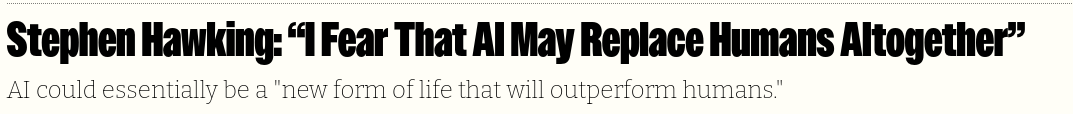 Stephen Hawking: “I Fear That AI May Replace Humans Altogether”
AI could essentially be a "new form of life that will outperform humans."